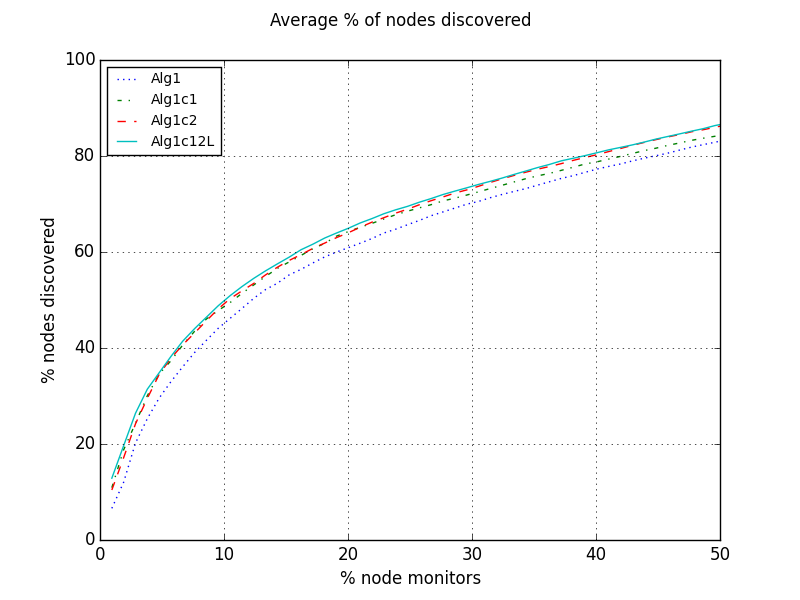 Average % of nodes discovered
100
80
60
40
20
0
% nodes discovered
Alg1
Alg1c1
Alg1c2
Alg1c12L
0 10 20 30 40 50
% node monitors